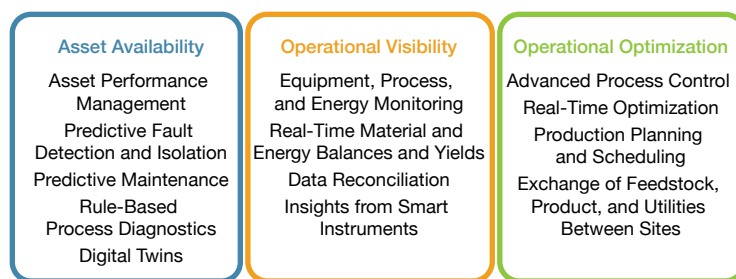 Asset Availability
Asset Performance
Management
Predictive Fault
Detection and Isolation
Predictive Maintenance
Rule-Based
Process Diagnostics
Digital Twins
Operational Visibility
Equipment, Process,
and Energy Monitoring
Real-Time Material and
Energy Balances and Yields
Data Reconciliation
Insights from Smart
Instruments
Operational Optimization
Advanced Process Control
Real-Time Optimization
Production Planning
and Scheduling
Exchange of Feedstock,
Product, and Utilities
Between Sites